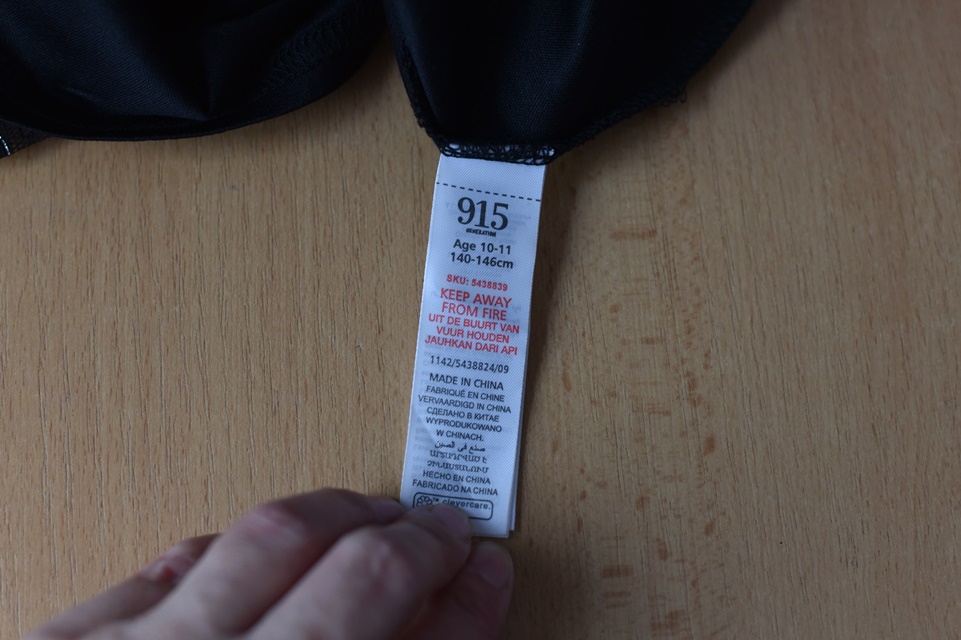 915
GENERATION
Age 10-11
140-146cm
SKU: 5438839
KEEP AWAY
FROM FIRE
UIT DE BUURT VAN
VUUR HOUDEN
JAUHKAN DARI API
1142/5438824/09
MADE IN CHINA
FABRIQUÉ EN CHINE
VERVAARDIGD IN CHINA
СДЕЛАНО В КИТАЕ
WYPRODUKOWANO
W CHINACH.
صنع في الصين
ԱՐՏԱԴՐՎԱԾ Է
ՉԻՆԱՍՏԱՆՈՒՄ
HECHO EN CHINA
FABRICADO NA CHINA
clevercare.